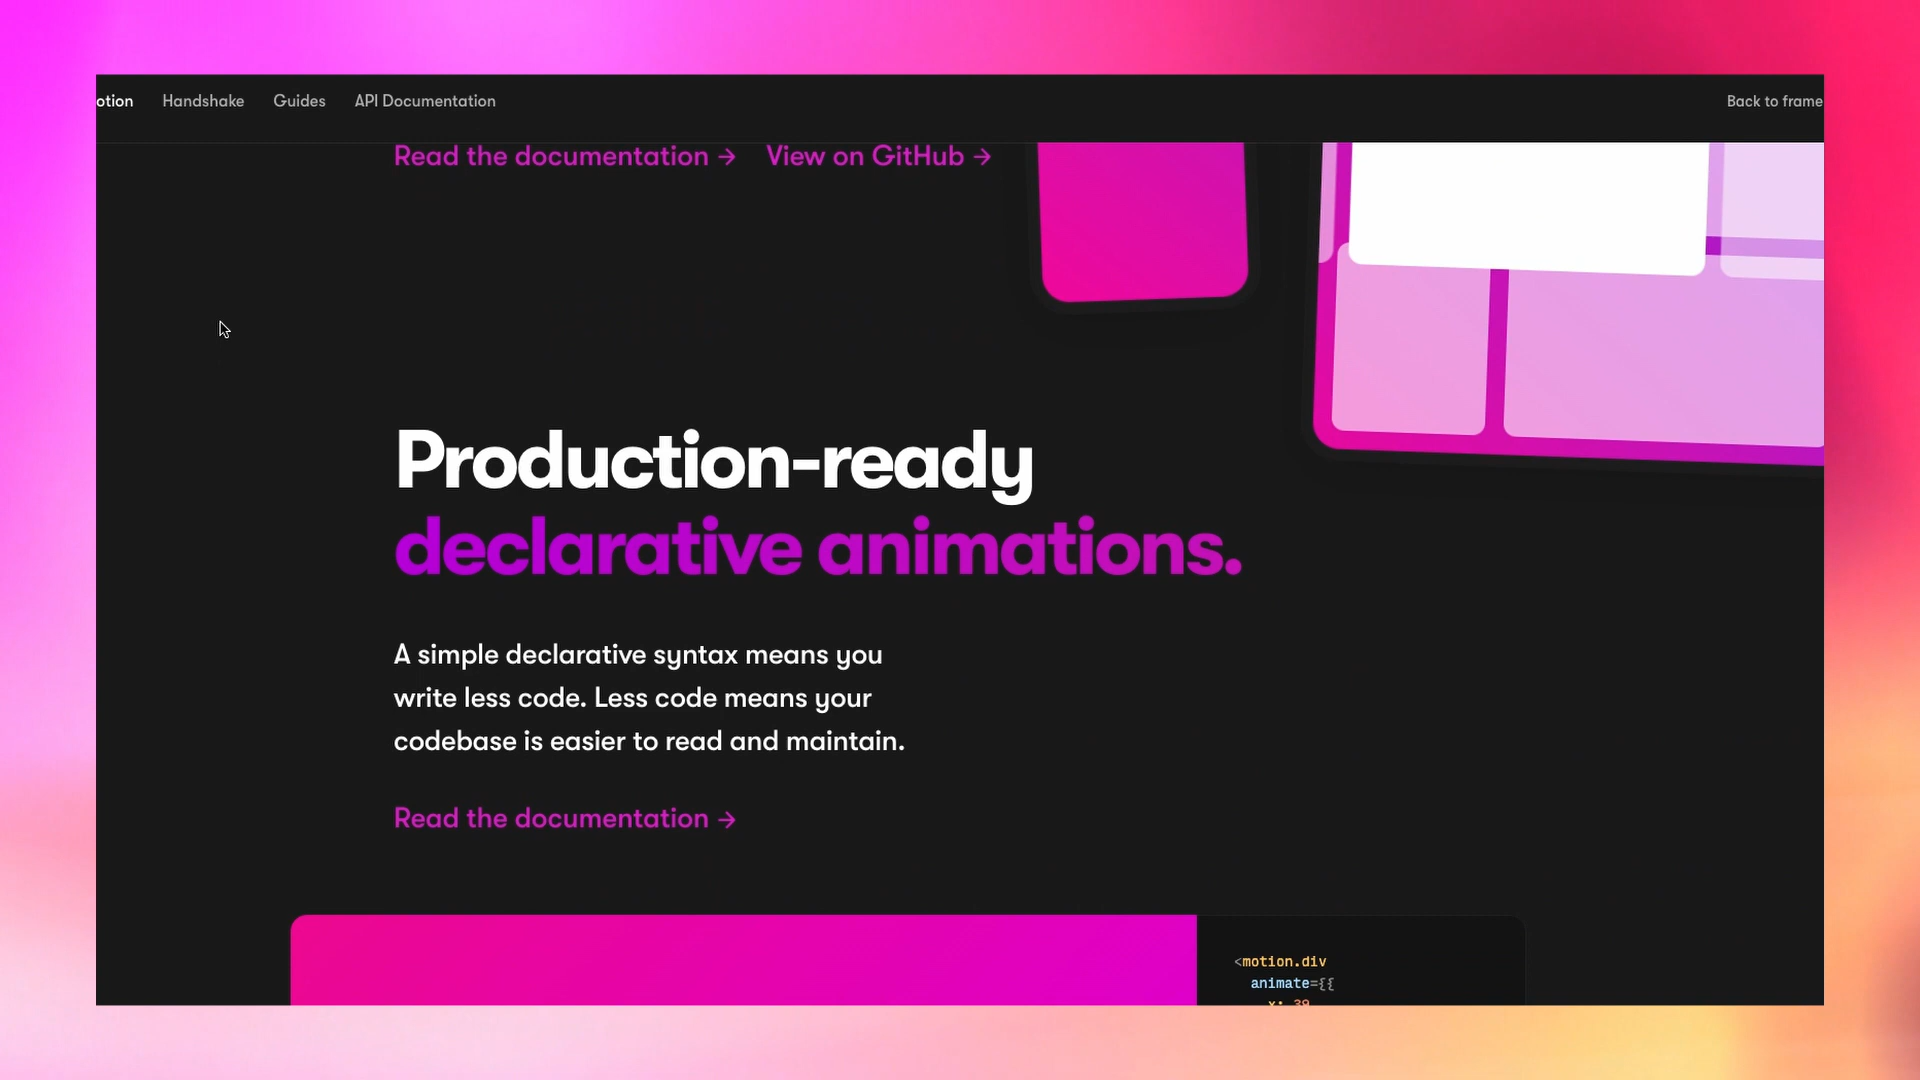 otion Handshake Guides API Documentation Back to frame
Read the documentation → View on GitHub →
Production-ready
declarative animations.
A simple declarative syntax means you
write less code. Less code means your
codebase is easier to read and maintain.
Read the documentation →
<motion.div
animate={{
x: 39